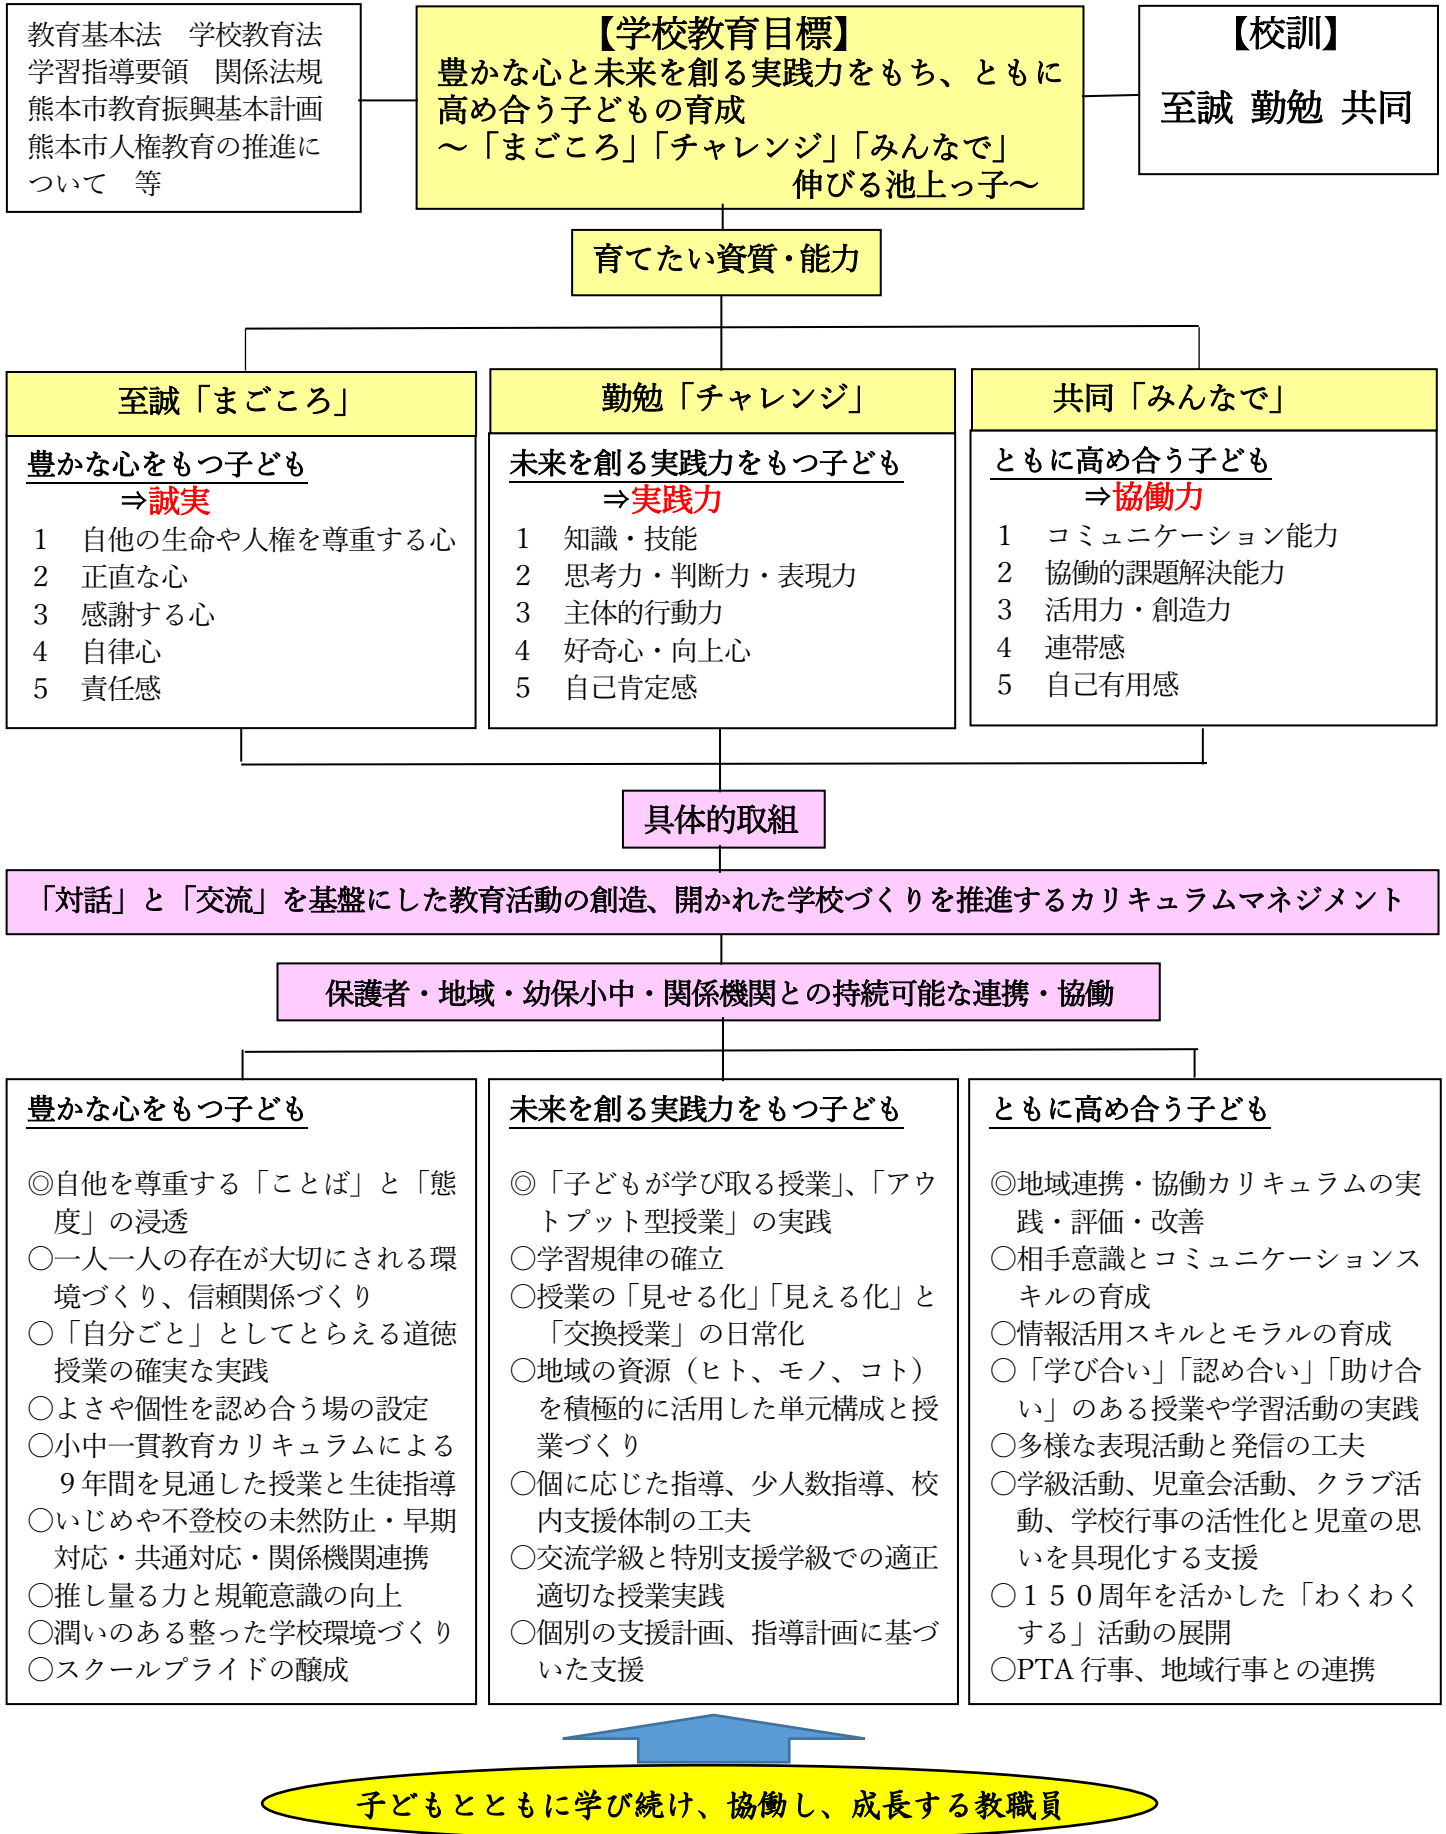 教育基本法　学校教育法
学習指導要領　関係法規
熊本市教育振興基本計画
熊本市人権教育の推進に
ついて　等
【学校教育目標】
豊かな心と未来を創る実践力をもち、ともに
高め合う子どもの育成
～「まごころ」「チャレンジ」「みんなで」
伸びる池上っ子～
【校訓】
至誠 勤勉 共同
育てたい資質・能力
至誠「まごころ」
豊かな心をもつ子ども
⇒誠実
１　自他の生命や人権を尊重する心
２　正直な心
３　感謝する心
４　自律心
５　責任感
勤勉「チャレンジ」
未来を創る実践力をもつ子ども
⇒実践力
１　知識・技能
２　思考力・判断力・表現力
３　主体的行動力
４　好奇心・向上心
５　自己肯定感
共同「みんなで」
ともに高め合う子ども
⇒協働力
１　コミュニケーション能力
２　協働的課題解決能力
３　活用力・創造力
４　連帯感
５　自己有用感
具体的取組
「対話」と「交流」を基盤にした教育活動の創造、開かれた学校づくりを推進するカリキュラムマネジメント
保護者・地域・幼保小中・関係機関との持続可能な連携・協働
豊かな心をもつ子ども
◎自他を尊重する「ことば」と「態
度」の浸透
○一人一人の存在が大切にされる環
境づくり、信頼関係づくり
○「自分ごと」としてとらえる道徳
授業の確実な実践
○よさや個性を認め合う場の設定
○小中一貫教育カリキュラムによる
９年間を見通した授業と生徒指導
○いじめや不登校の未然防止・早期
対応・共通対応・関係機関連携
○推し量る力と規範意識の向上
○潤いのある整った学校環境づくり
○スクールプライドの醸成
未来を創る実践力をもつ子ども
◎「子どもが学び取る授業」、「アウ
トプット型授業」の実践
○学習規律の確立
○授業の「見せる化」「見える化」と
「交換授業」の日常化
○地域の資源（ヒト、モノ、コト）
を積極的に活用した単元構成と授
業づくり
○個に応じた指導、少人数指導、校
内支援体制の工夫
○交流学級と特別支援学級での適正
適切な授業実践
○個別の支援計画、指導計画に基づ
いた支援
ともに高め合う子ども
◎地域連携・協働カリキュラムの実
践・評価・改善
○相手意識とコミュニケーションス
キルの育成
○情報活用スキルとモラルの育成
○「学び合い」「認め合い」「助け合
い」のある授業や学習活動の実践
○多様な表現活動と発信の工夫
○学級活動、児童会活動、クラブ活
動、学校行事の活性化と児童の思
いを具現化する支援
○１５０周年を活かした「わくわく
する」活動の展開
○PTA 行事、地域行事との連携
子どもとともに学び続け、協働し、成長する教職員